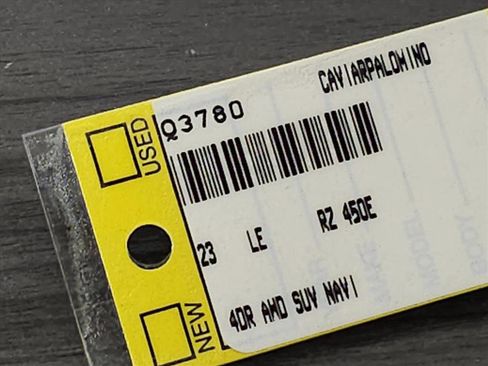 CAVIARPALOMINO
Q3780
23 LE RZ 450E
4DR AWD SUV NAVI
USED
NEW